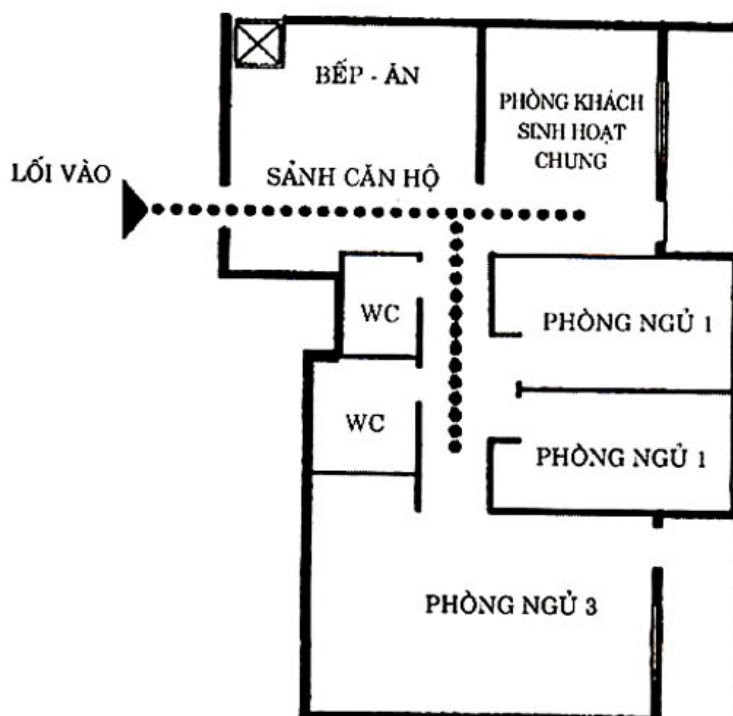 BẾP - ĂN
PHÒNG KHÁCH
SINH HOẠT
CHUNG
LỐI VÀO
SẢNH CĂN HỘ
WC
PHÒNG NGỦ 1
WC
PHÒNG NGỦ 1
PHÒNG NGỦ 3